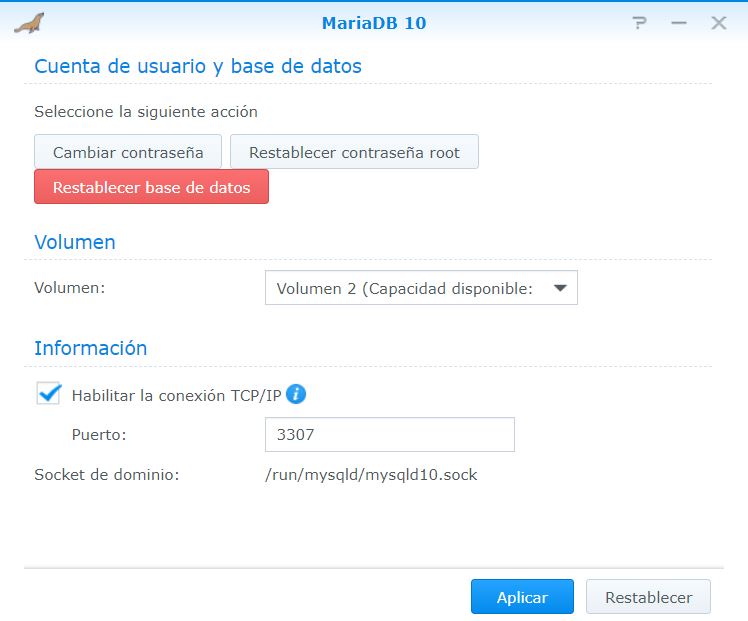 MariaDB 10
Cuenta de usuario y base de datos
Seleccione la siguiente acción
Cambiar contraseña
Restablecer contraseña root
Restablecer base de datos
Volumen
Volumen:
Volumen 2 (Capacidad disponible:
Información
Habilitar la conexión TCP/IP
Puerto:
3307
Socket de dominio:
/run/mysqld/mysqld10.sock
Aplicar
Restablecer